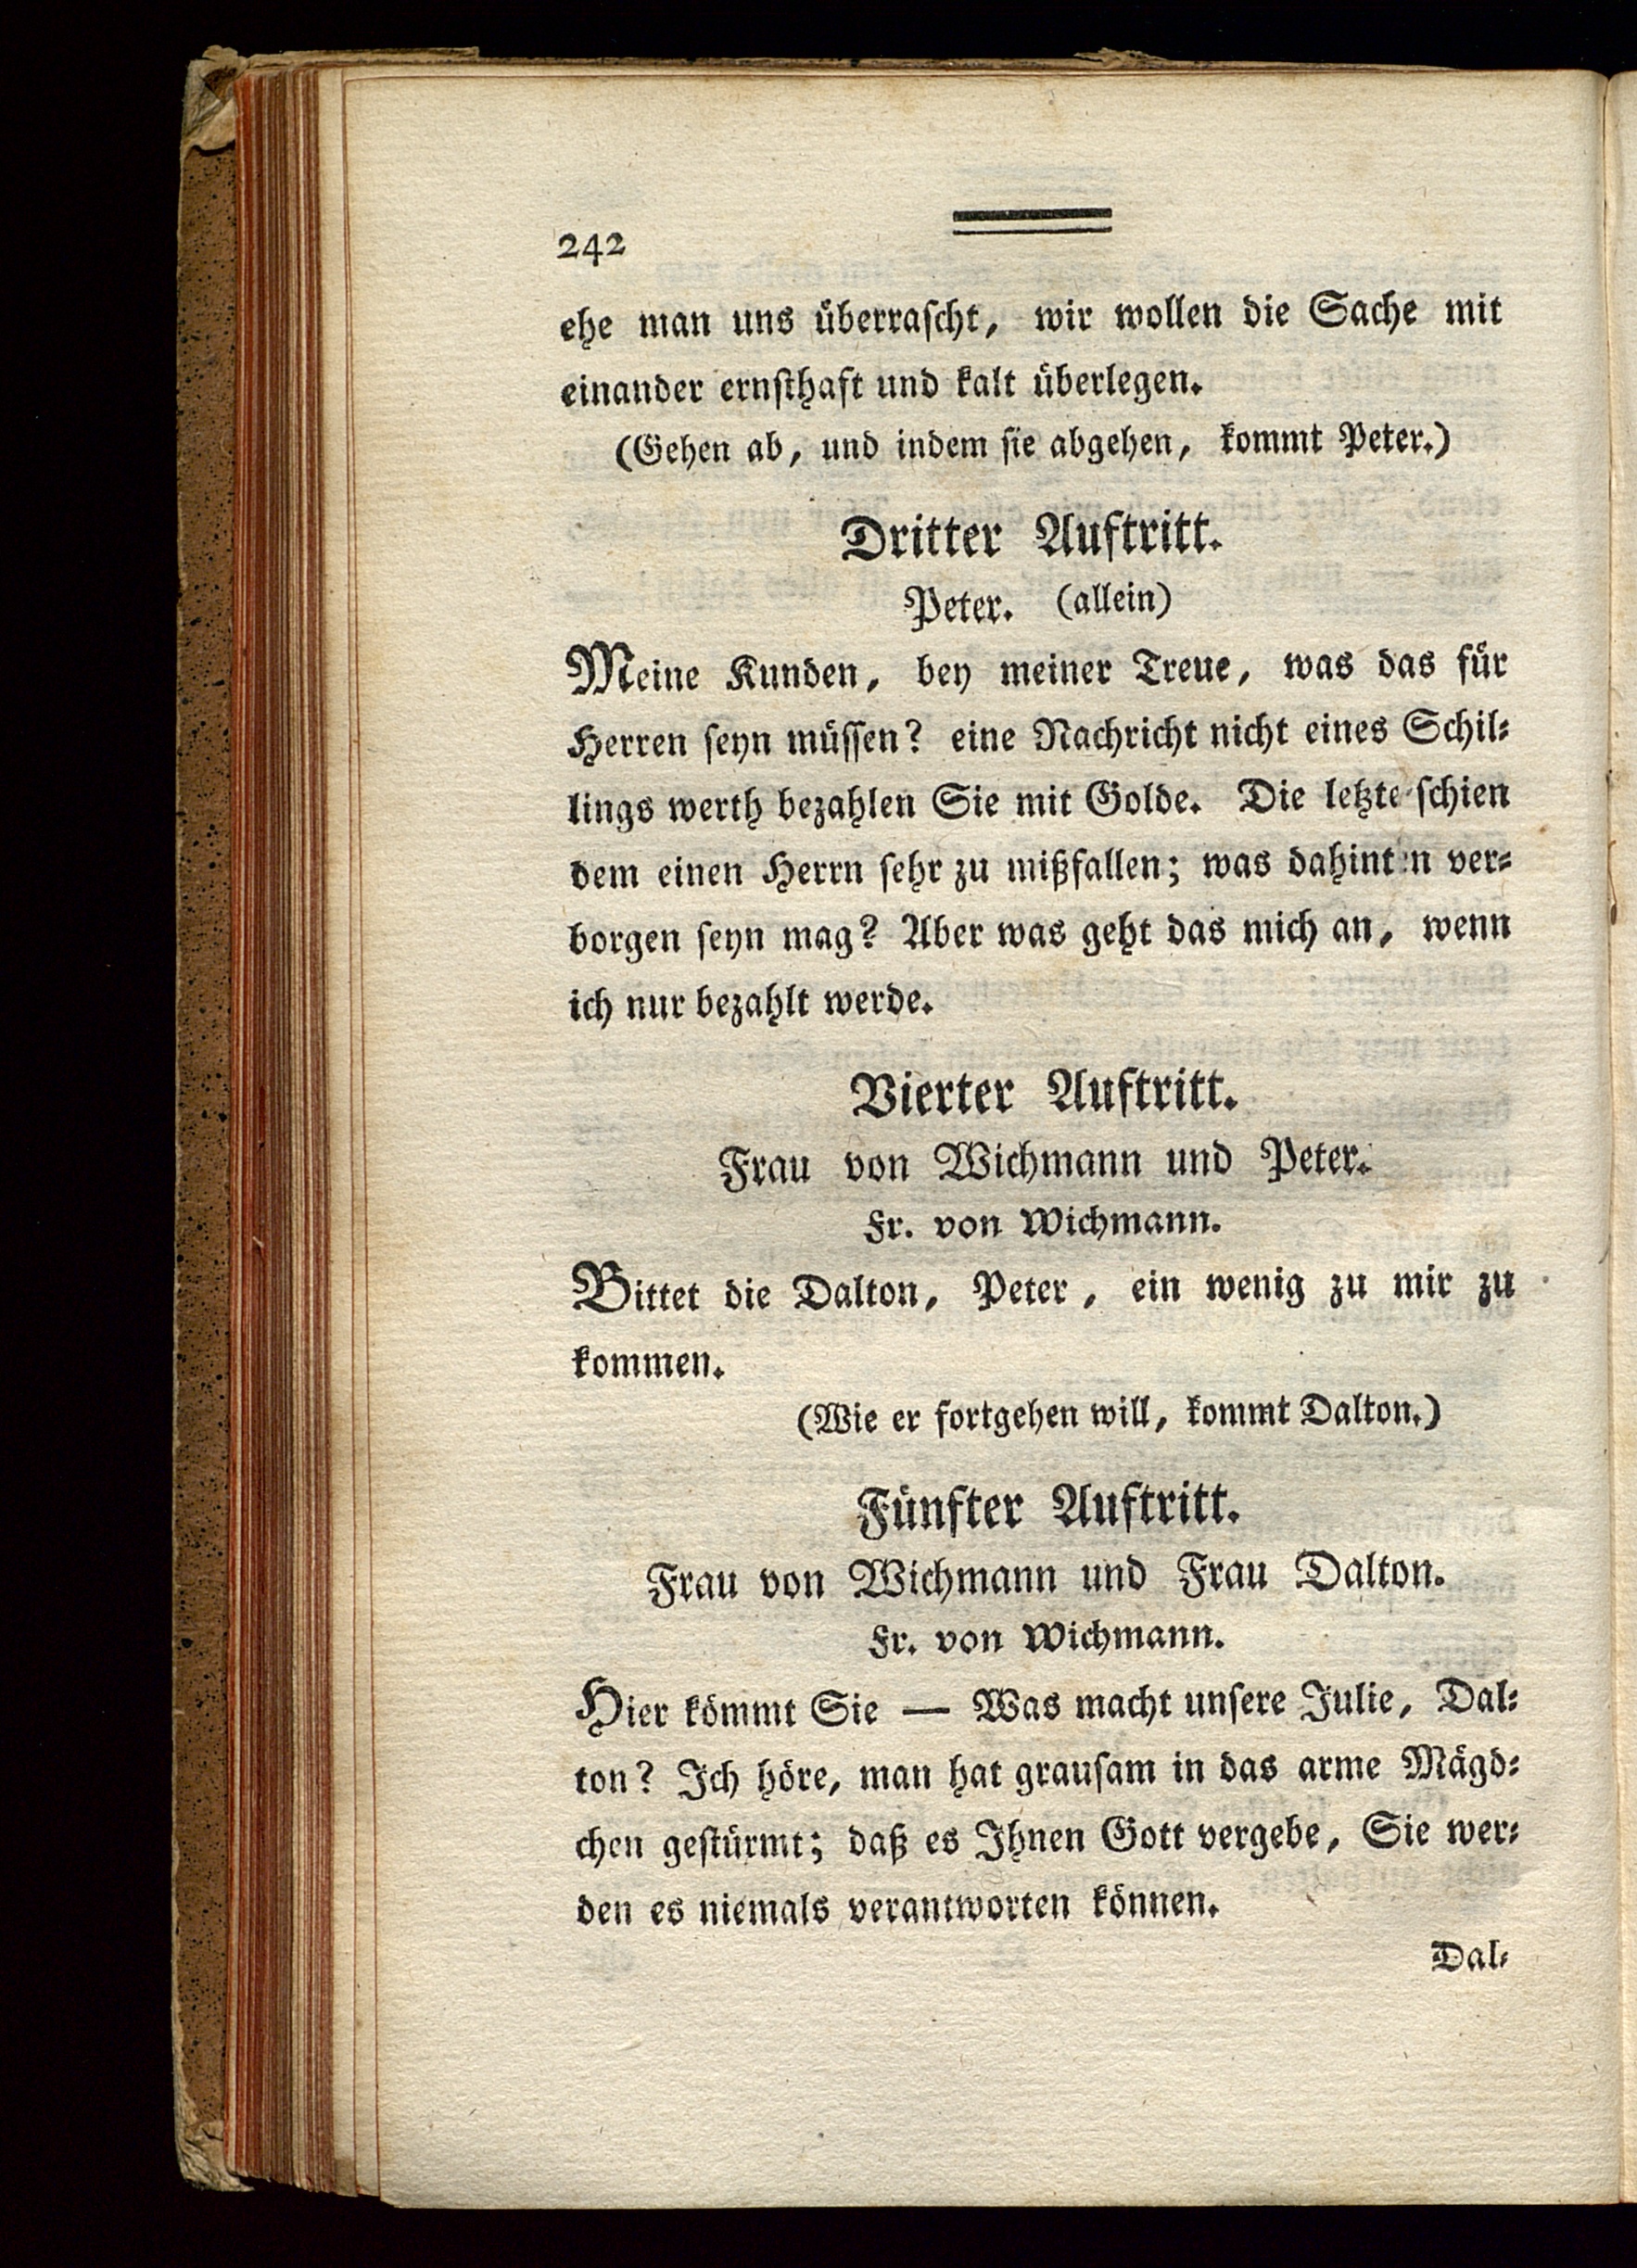 242
ehe man uns überraſcht, wir wollen die Sache mit
einander ernſthaft und kalt überlegen.
(Gehen ab, und indem ſie abgehen, kommt Peter.)
Dritter Auftritt.
Peter. (allein)
Meine Kunden, bey meiner Treue, was das für
Herren ſeyn müſſen? eine Nachricht nicht eines Schil⸗
lings werth bezahlen Sie mit Golde. Die letzte ſchien
dem einen Herrn ſehr zu mißfallen; was dahinten ver⸗
borgen ſeyn mag? Aber was geht das mich an, wenn
ich nur bezahlt werde.
Vierter Auftritt.
Frau von Wichmann und Peter.
Fr. von Wichmann.
Bittet die Dalton, Peter, ein wenig zu mir zu
kommen.
(Wie er fortgehen will, kommt Dalton.)
Fünfter Auftritt.
Frau von Wichmann und Frau Dalton.
Fr. von Wichmann.
Hier kömmt Sie — Was macht unſere Julie, Dal⸗
ton? Ich höre, man hat grauſam in das arme Mägd⸗
chen geſtürmt; daß es Ihnen Gott vergebe, Sie wer⸗
den es niemals verantworten können.
Dal⸗